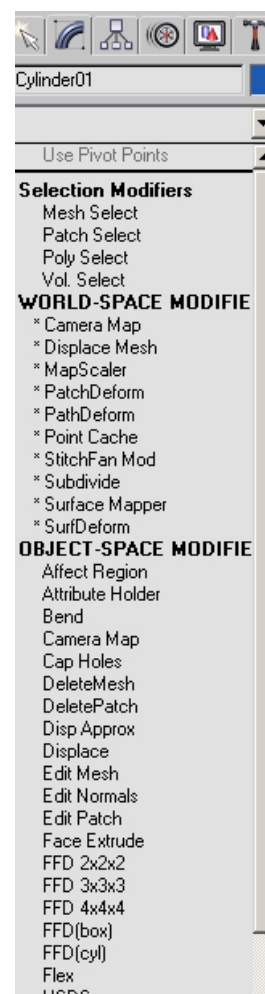 Cylinder01
Use Pivot Points
Selection Modifiers
Mesh Select
Patch Select
Poly Select
Vol. Select
WORLD-SPACE MODIFIE
* Camera Map
* Displace Mesh
* MapScaler
* PatchDeform
* PathDeform
* Point Cache
* StitchFan Mod
* Subdivide
* Surface Mapper
* SurfDeform
OBJECT-SPACE MODIFIE
Affect Region
Attribute Holder
Bend
Camera Map
Cap Holes
DeleteMesh
DeletePatch
Disp Approx
Displace
Edit Mesh
Edit Normals
Edit Patch
Face Extrude
FFD 2x2x2
FFD 3x3x3
FFD 4x4x4
FFD(box)
FFD(cyl)
Flex